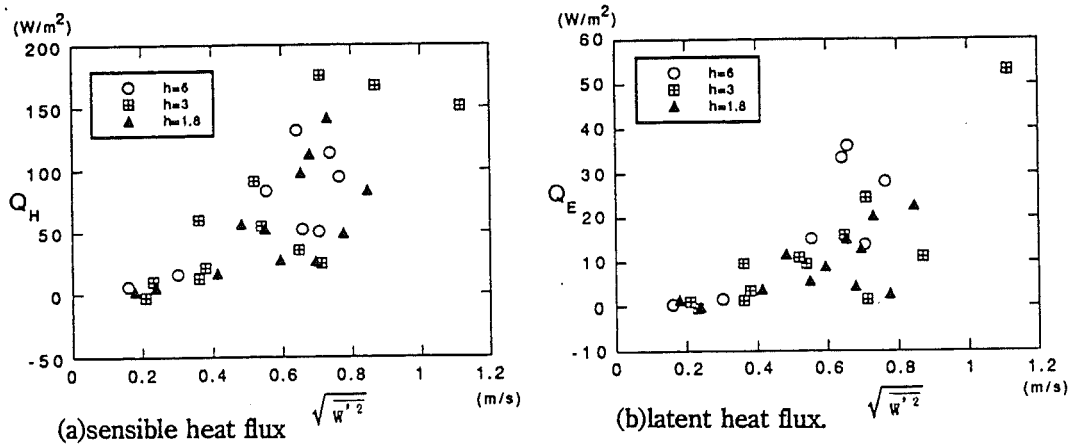 (W/m²)
200
150
100
50
0
-50
Q_H
h=6
h=3
h=1.8
0 0.2 0.4 0.6 0.8 1 1.2
√w'² (m/s)
(a)sensible heat flux
(W/m²)
60
50
40
30
20
10
0
-10
Q_E
h=6
h=3
h=1.8
0 0.2 0.4 0.6 0.8 1 1.2
√w'² (m/s)
(b)latent heat flux.